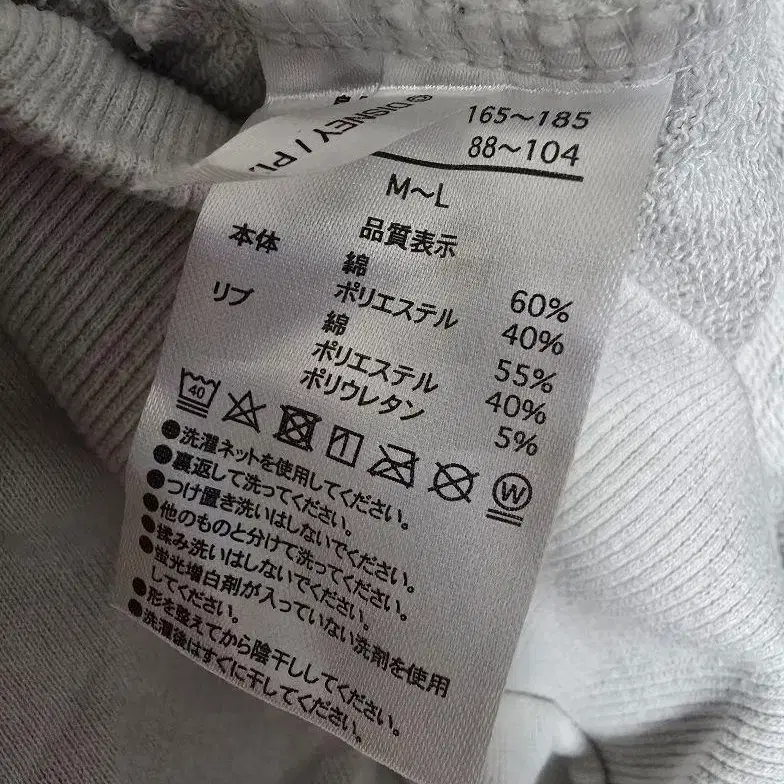 © DISNEY / PI
165～185
88～104
M～L
品質表示
本体 綿 60%
ポリエステル 40%
リブ 綿 55%
ポリエステル 40%
ポリウレタン 5%
40
W
●洗濯ネットを使用してください。
●裏返して洗ってください。
●つけ置き洗いはしないでください。
●他のものと分けて洗ってください。
●揉み洗いはしないでください。
●蛍光増白剤が入っていない洗剤を使用
してください。
●形を整えてから陰干ししてください。
●洗濯後はすぐに干してください。